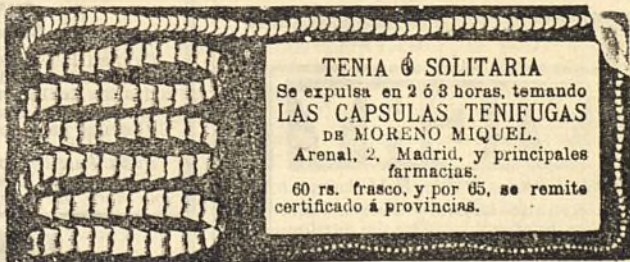 TENIA Ó SOLITARIA
Se expulsa en 2 ó 3 horas, temando
LAS CAPSULAS TENIFUGAS
DE MORENO MIQUEL.
Arenal, 2, Madrid, y principales
farmacias.
60 rs. frasco, y por 65, se remite
certificado á provincias.